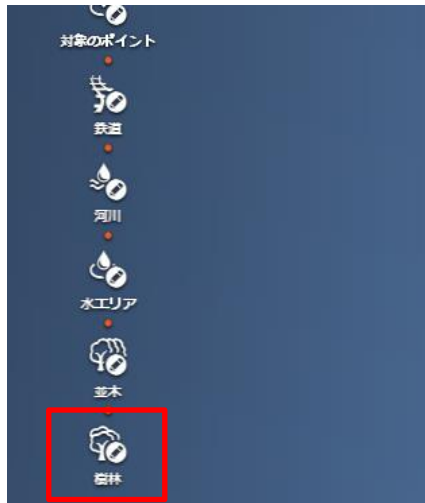 対象のポイント
鉄道
河川
水エリア
並木
樹林